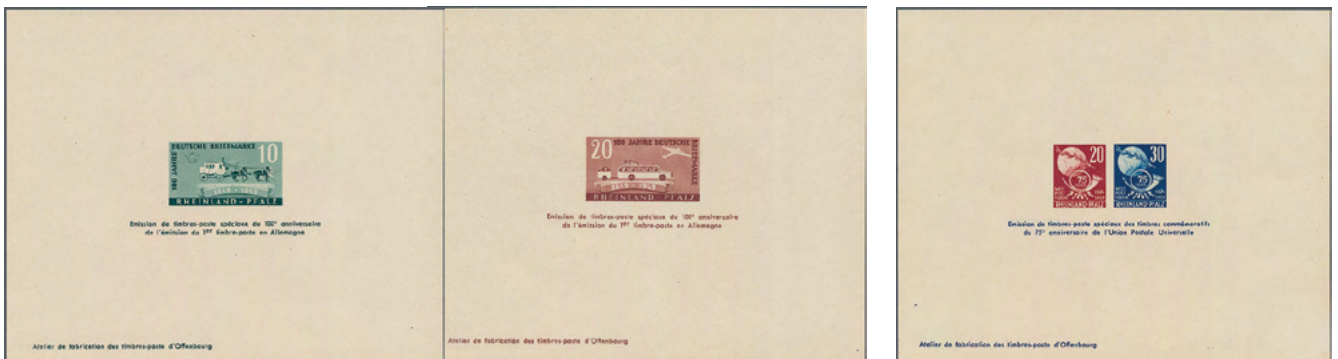 100 JAHRE DEUTSCHE BRIEFMARKE
10
1849 - 1949
RHEINLAND-PFALZ
Emission de timbres-poste spéciaux du 100e anniversaire
de l'émission du 1er timbre-poste en Allemagne
Atelier de fabrication des timbres-poste d'Offenbourg
20
100 JAHRE DEUTSCHE BRIEFMARKE
1849 - 1949
RHEINLAND-PFALZ
Emission de timbres-poste spéciaux du 100e anniversaire
de l'émission du 1er timbre-poste en Allemagne
Atelier de fabrication des timbres-poste d'Offenbourg
20
75
RHEINLAND-PFALZ
30
75
RHEINLAND-PFALZ
Emission de timbres-poste spéciaux des timbres commémoratifs
du 75e anniversaire de l'Union Postale Universelle
Atelier de fabrication des timbres-poste d'Offenbourg